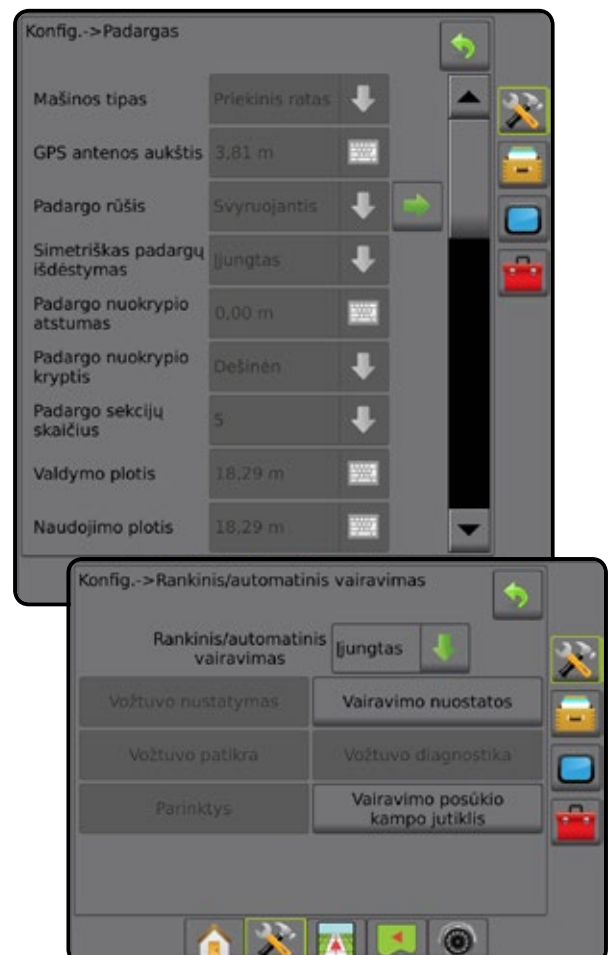 Konfig.->Padargas
Mašinos tipas
Priekinis ratas
GPS antenos aukštis
3,81 m
Padargo rūšis
Svyruojantis
Simetriškas padargų
išdėstymas
Įjungtas
Padargo nuokrypio
atstumas
0,00 m
Padargo nuokrypio
kryptis
Dešinėn
Padargo sekcijų
skaičius
5
Valdymo plotis
18,29 m
Naudojimo plotis
18,29 m
Konfig.->Rankinis/automatinis vairavimas
Rankinis/automatinis
vairavimas
Įjungtas
Vožtuvo nustatymas
Vairavimo nuostatos
Vožtuvo patikra
Vožtuvo diagnostika
Parinktys
Vairavimo posūkio
kampo jutiklis